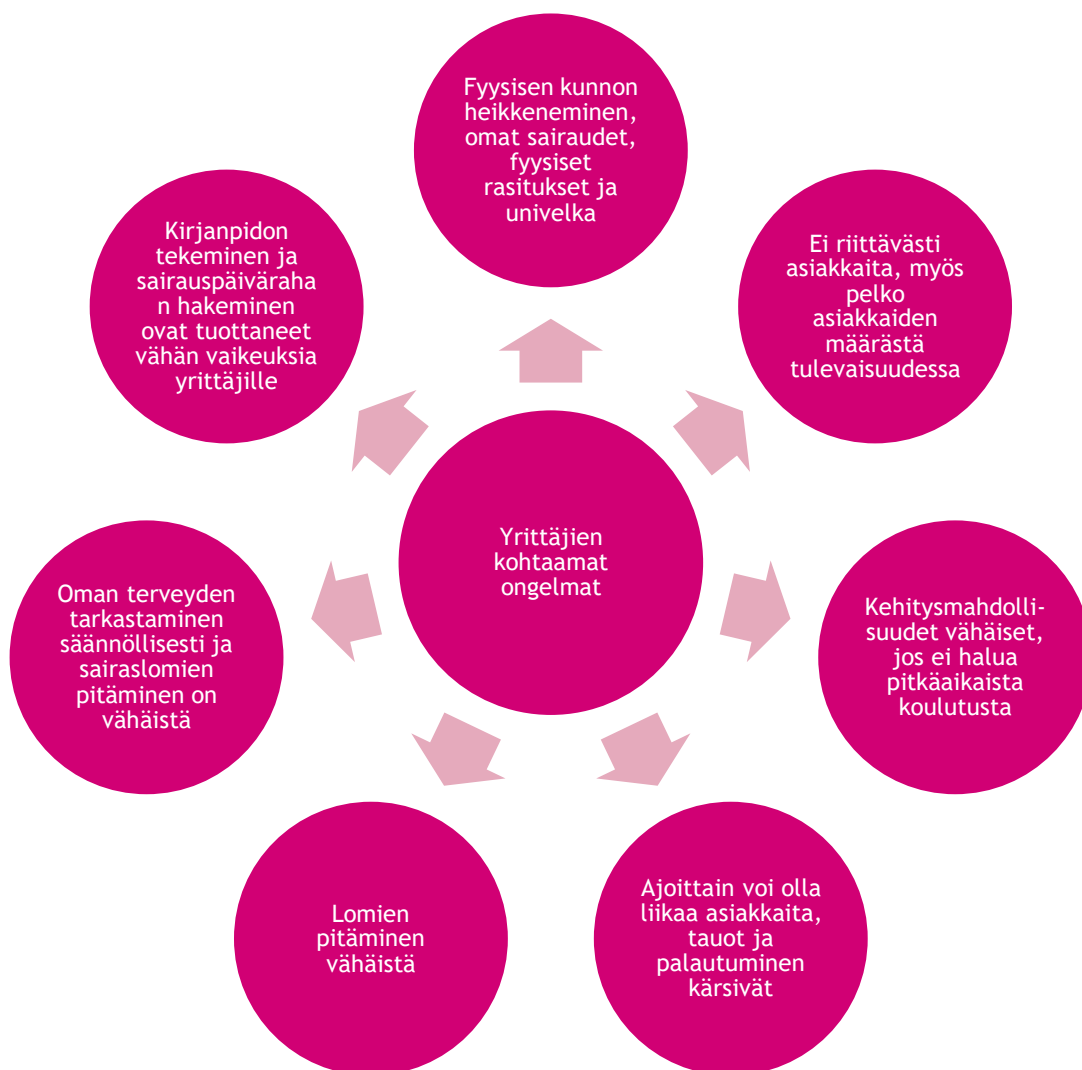 Fyysisen kunnon
heikkeneminen,
omat sairaudet,
fyysiset
rasitukset ja
univelka
Ei riittävästi
asiakkaita, myös
pelko
asiakkaiden
määrästä
tulevaisuudessa
Kehitysmahdolli-
suudet vähäiset,
jos ei halua
pitkäaikaista
koulutusta
Ajoittain voi olla
liikaa asiakkaita,
tauot ja
palautuminen
kärsivät
Lomien
pitäminen
vähäistä
Oman terveyden
tarkastaminen
säännöllisesti ja
sairaslomien
pitäminen on
vähäistä
Kirjanpidon
tekeminen ja
sairauspäiväraha
n hakeminen
ovat tuottaneet
vähän vaikeuksia
yrittäjille
Yrittäjien
kohtaamat
ongelmat